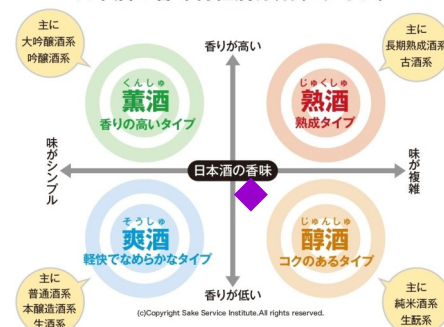 主に
大吟醸酒系
吟醸酒系
香りが高い
主に
長期熟成酒系
古酒系
くんしゅ
薫酒
香りの高いタイプ
じゅくしゅ
熟酒
熟成タイプ
味がシンプル
日本酒の香味
味が複雑
そうしゅ
爽酒
軽快でなめらかなタイプ
じゅんしゅ
醇酒
コクのあるタイプ
主に
普通酒系
本醸造酒系
生酒系
香りが低い
主に
純米酒系
生酛系
(c)Copyright Sake Service Institute.All rights reserved.